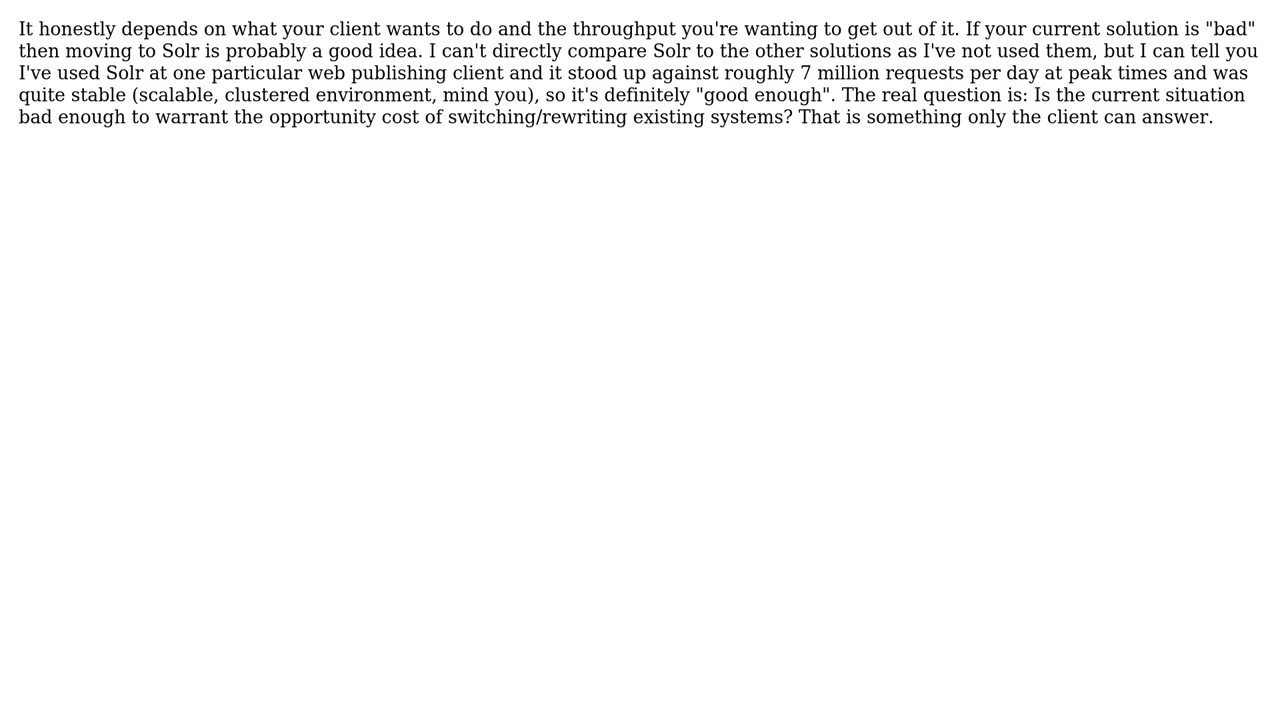 It honestly depends on what your client wants to do and the throughput you're wanting to get out of it. If your current solution is "bad"
then moving to Solr is probably a good idea. I can't directly compare Solr to the other solutions as I've not used them, but I can tell you
I've used Solr at one particular web publishing client and it stood up against roughly 7 million requests per day at peak times and was
quite stable (scalable, clustered environment, mind you), so it's definitely "good enough". The real question is: Is the current situation
bad enough to warrant the opportunity cost of switching/rewriting existing systems? That is something only the client can answer.